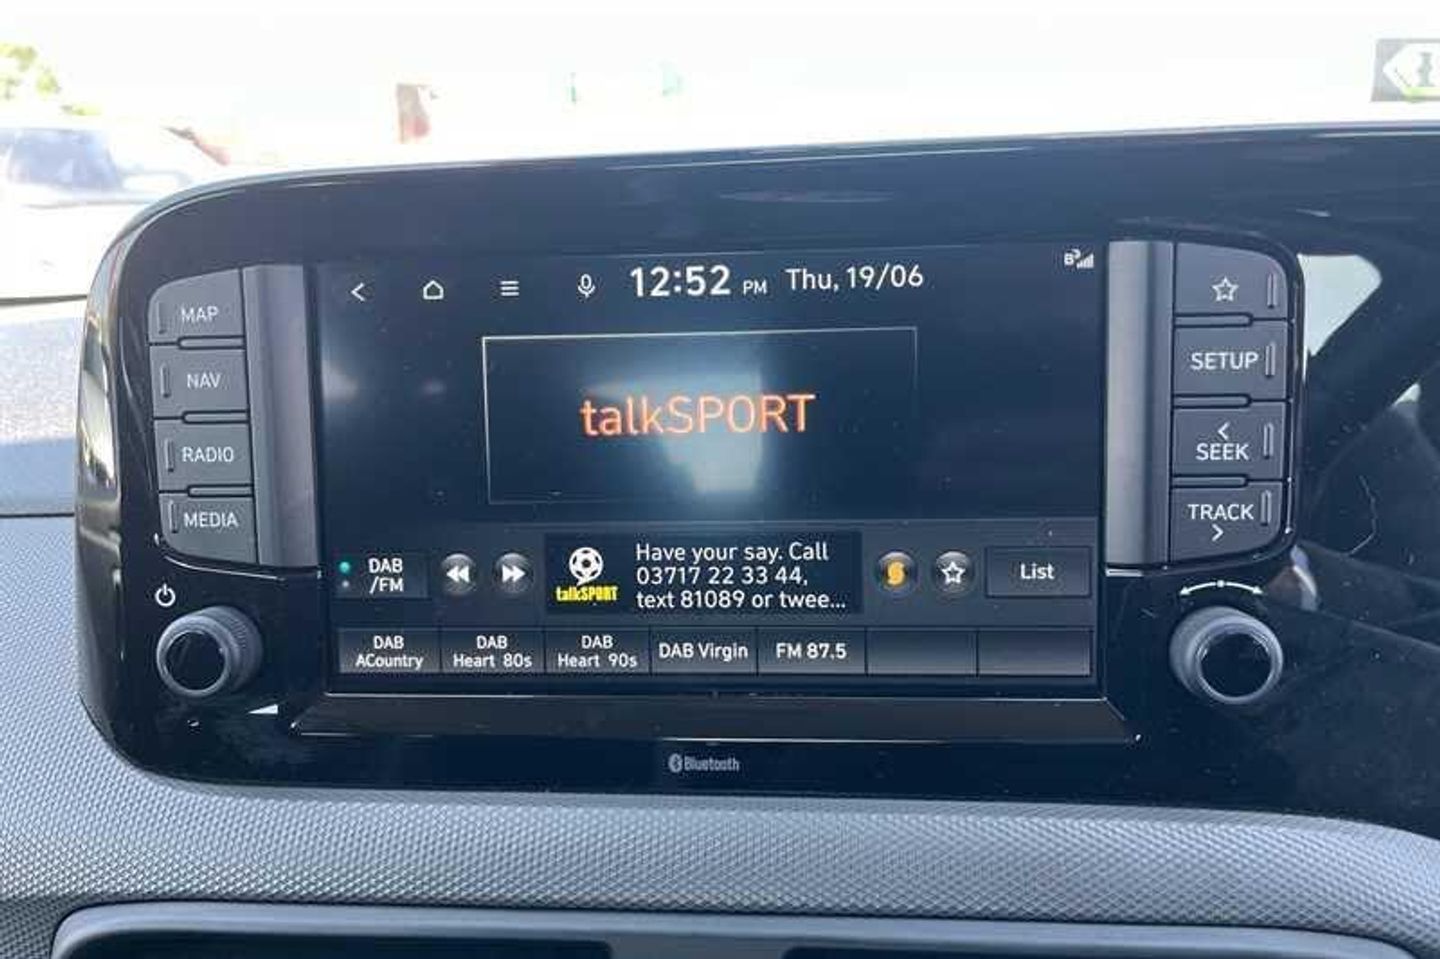 12:52 PM Thu, 19/06
MAP
NAV
RADIO
MEDIA
SETUP
SEEK
TRACK
talkSPORT
DAB
/FM
talkSPORT
Have your say. Call
03717 22 33 44,
text 81089 or twee...
List
DAB
ACountry
DAB
Heart 80s
DAB
Heart 90s
DAB Virgin
FM 87.5
Bluetooth